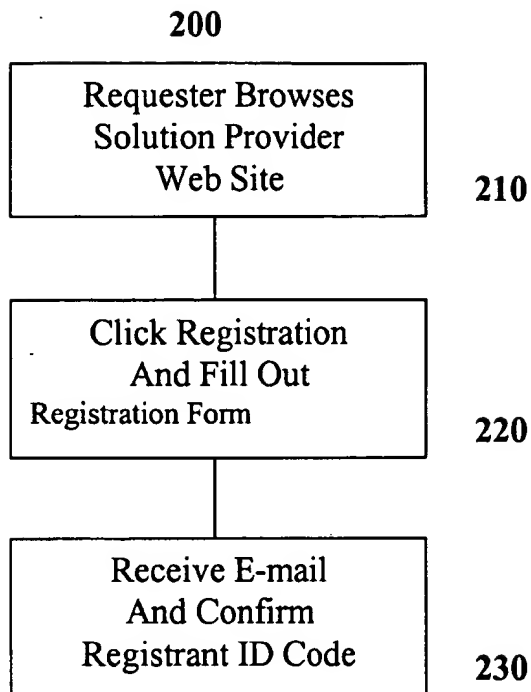 200
Requester Browses
Solution Provider
Web Site
210
Click Registration
And Fill Out
Registration Form
220
Receive E-mail
And Confirm
Registrant ID Code
230